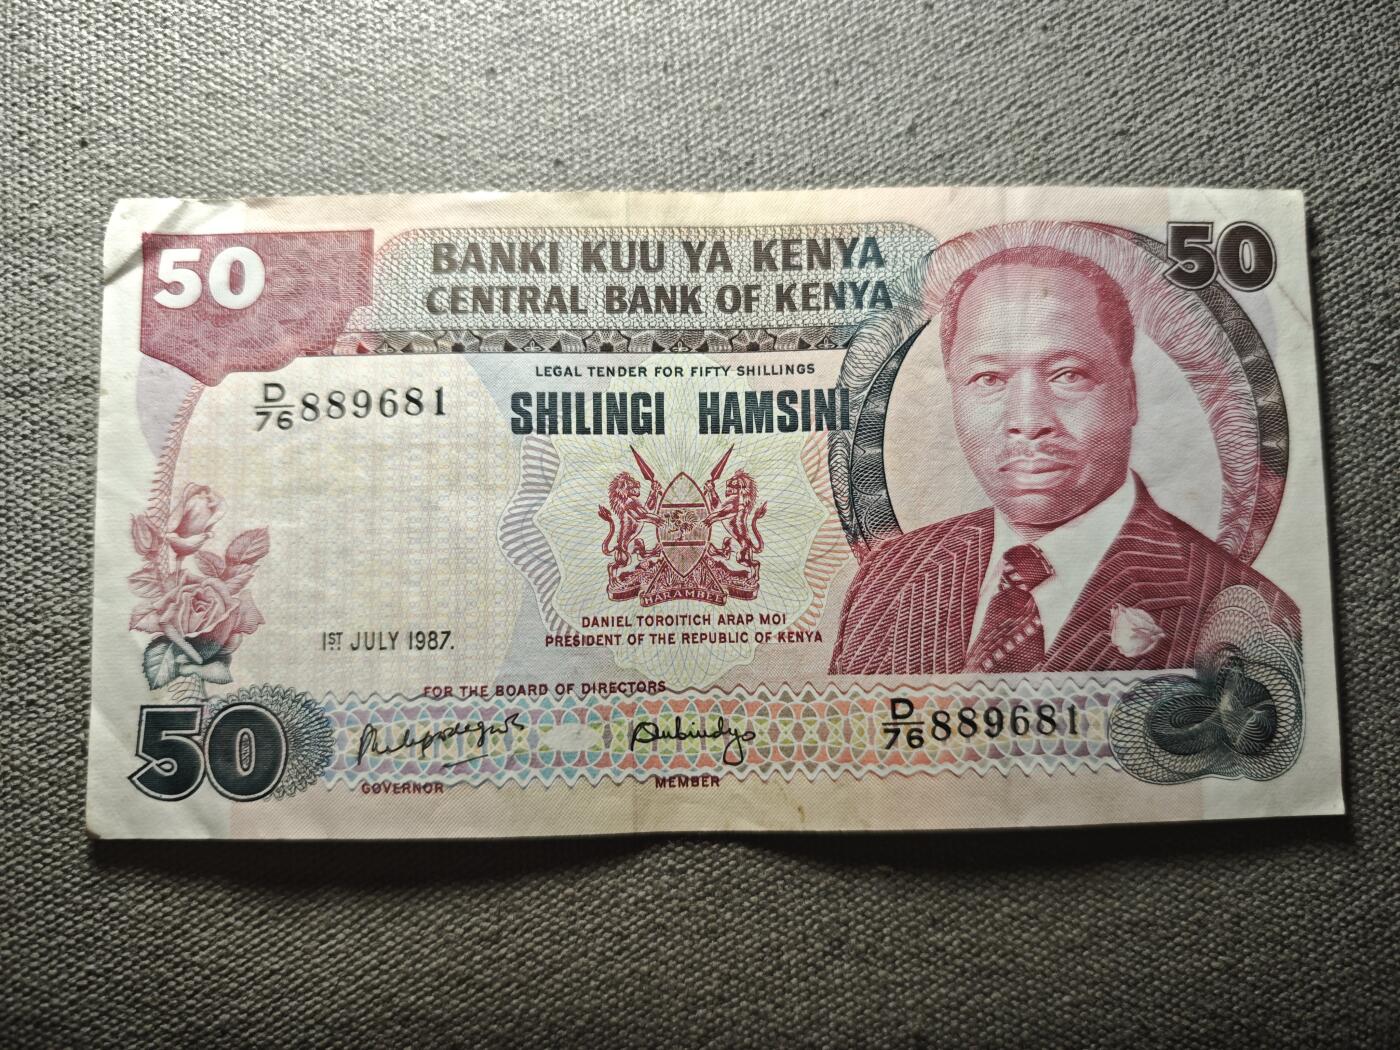 50
BANKI KUU YA KENYA
CENTRAL BANK OF KENYA
50
LEGAL TENDER FOR FIFTY SHILLINGS
SHILINGI HAMSINI
D/76 889681
HARAMBEE
DANIEL TOROITICH ARAP MOI
PRESIDENT OF THE REPUBLIC OF KENYA
1ST JULY 1987.
FOR THE BOARD OF DIRECTORS
50
D/76 889681
GOVERNOR
MEMBER